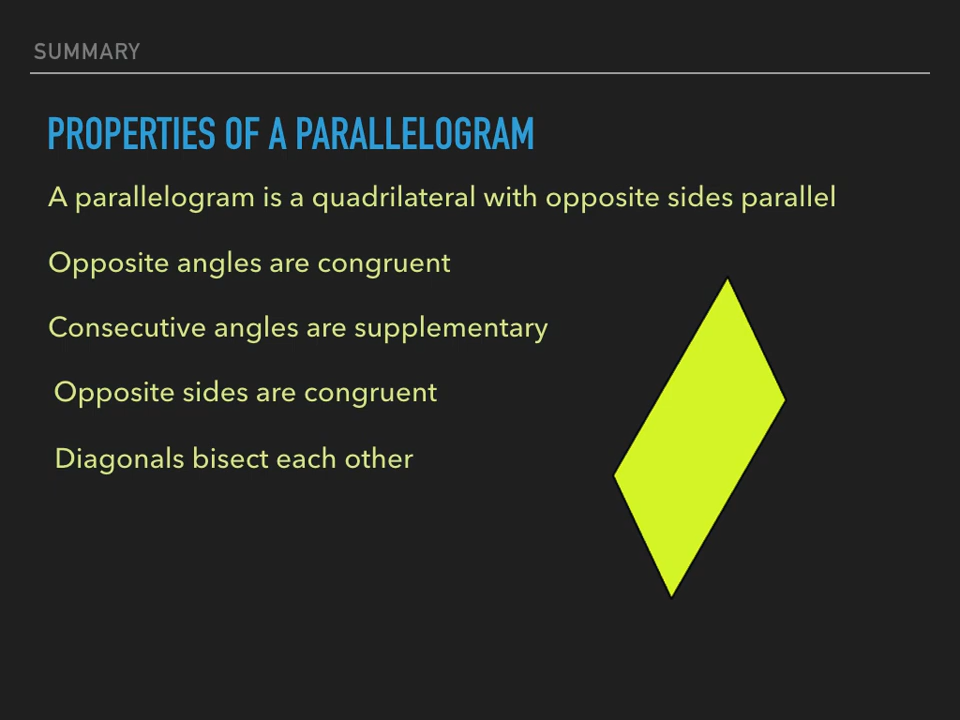 SUMMARY
PROPERTIES OF A PARALLELOGRAM
A parallelogram is a quadrilateral with opposite sides parallel
Opposite angles are congruent
Consecutive angles are supplementary
Opposite sides are congruent
Diagonals bisect each other